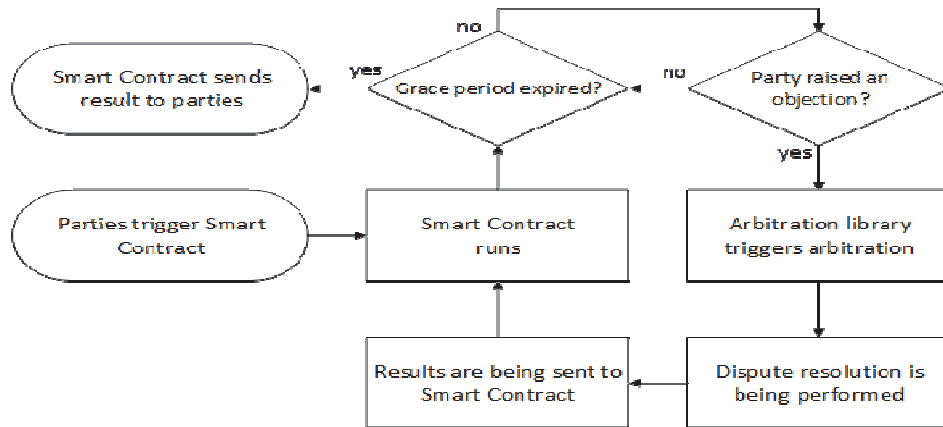 no
yes
no
Smart Contract sends
result to parties
Grace period expired?
Party raised an
objection?
yes
Parties trigger Smart
Contract
Smart Contract
runs
Arbitration library
triggers arbitration
Results are being sent to
Smart Contract
Dispute resolution is
being performed